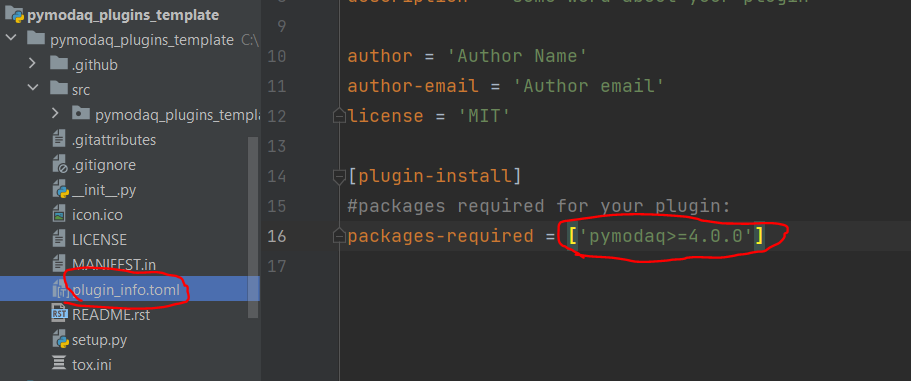 pymodaq_plugins_template
pymodaq_plugins_template C:\
.github
src
pymodaq_plugins_templa
.gitattributes
.gitignore
__init__.py
icon.ico
LICENSE
MANIFEST.in
plugin_info.toml
README.rst
setup.py
tox.ini
description = 'some word about your plugin'
9
10 author = 'Author Name'
11 author-email = 'Author email'
12 license = 'MIT'
13
14 [plugin-install]
15 #packages required for your plugin:
16 packages-required = ['pymodaq>=4.0.0']
17